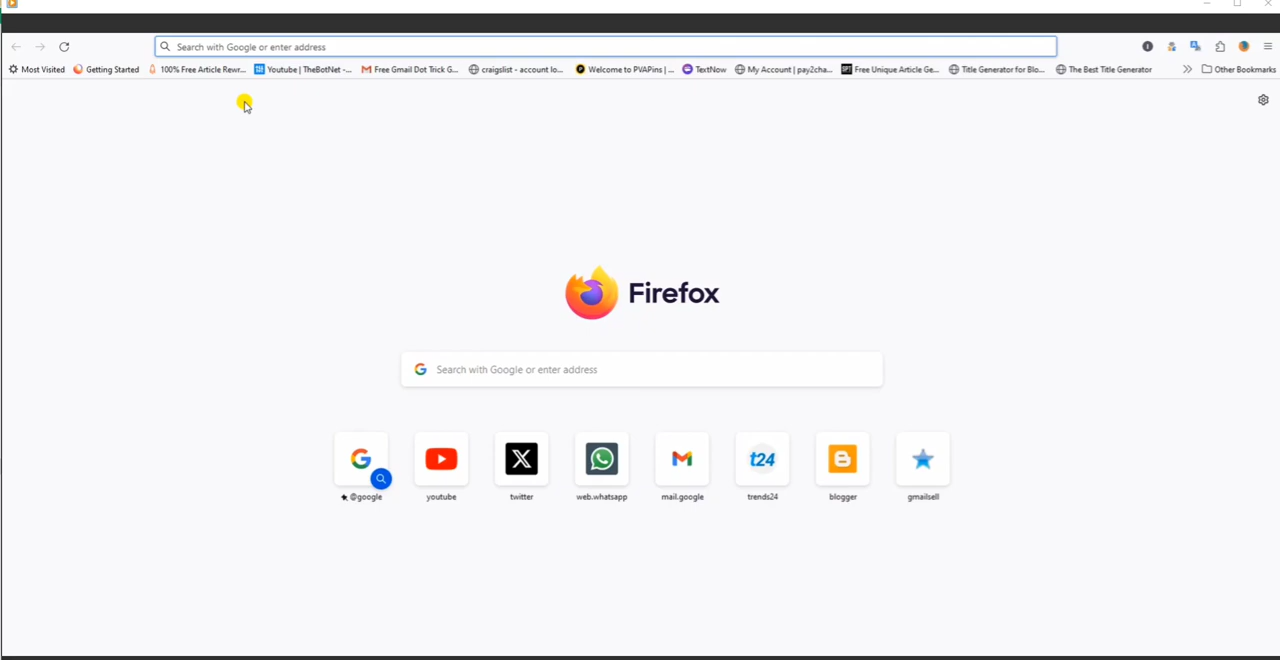 Search with Google or enter address
Most Visited Getting Started 100% Free Article Rewr... Youtube | TheBotNet -... Free Gmail Dot Trick G... craigslist - account lo... Welcome to PVAPins | ... TextNow My Account | pay2cha... Free Unique Article Ge... Title Generator for Blo... The Best Title Generator Other Bookmarks
Firefox
Search with Google or enter address
t24
@google youtube twitter web.whatsapp mail.google trends24 blogger gmailsell